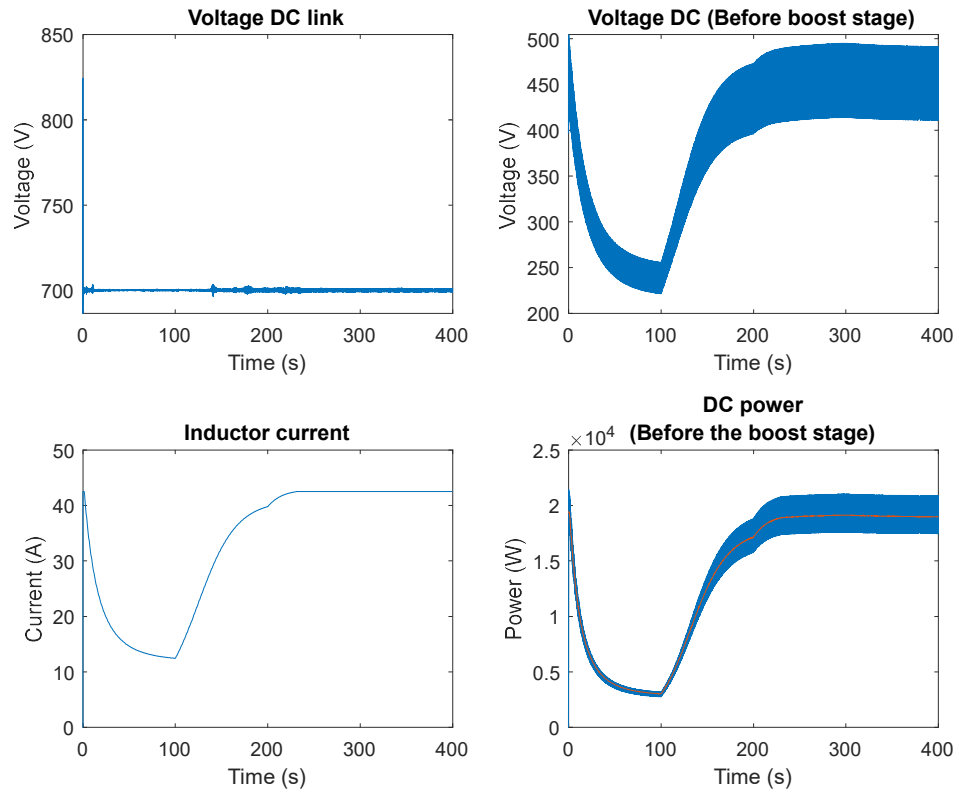 Voltage DC link
850
800
750
700
Voltage (V)
0 100 200 300 400
Time (s)
Voltage DC (Before boost stage)
500
450
400
350
300
250
200
Voltage (V)
0 100 200 300 400
Time (s)
Inductor current
50
40
30
20
10
0
Current (A)
0 100 200 300 400
Time (s)
DC power
(Before the boost stage)
×10⁴
2.5
2
1.5
1
0.5
0
Power (W)
0 100 200 300 400
Time (s)